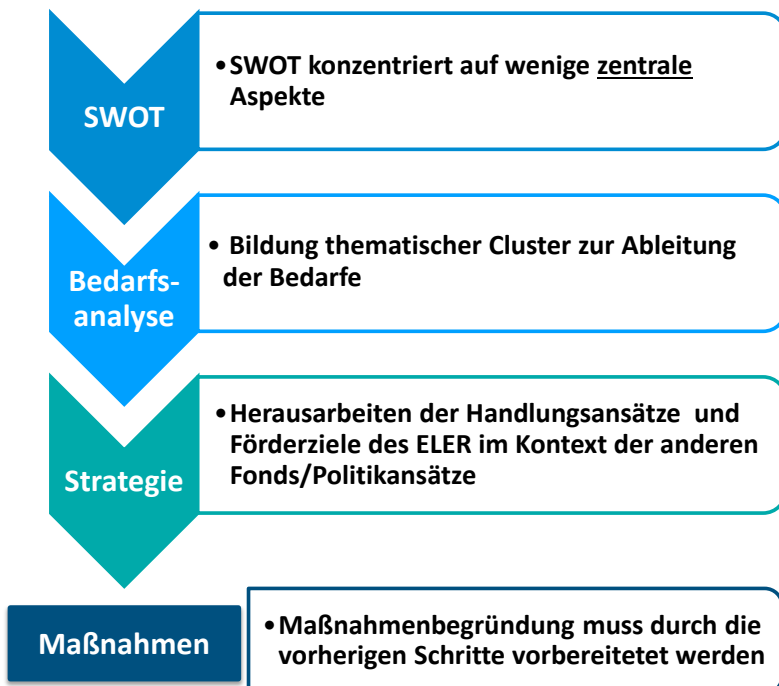 SWOT
•SWOT konzentriert auf wenige zentrale
Aspekte
Bedarfs-
analyse
• Bildung thematischer Cluster zur Ableitung
der Bedarfe
Strategie
•Herausarbeiten der Handlungsansätze und
Förderziele des ELER im Kontext der anderen
Fonds/Politikansätze
Maßnahmen
•Maßnahmenbegründung muss durch die
vorherigen Schritte vorbereitetet werden